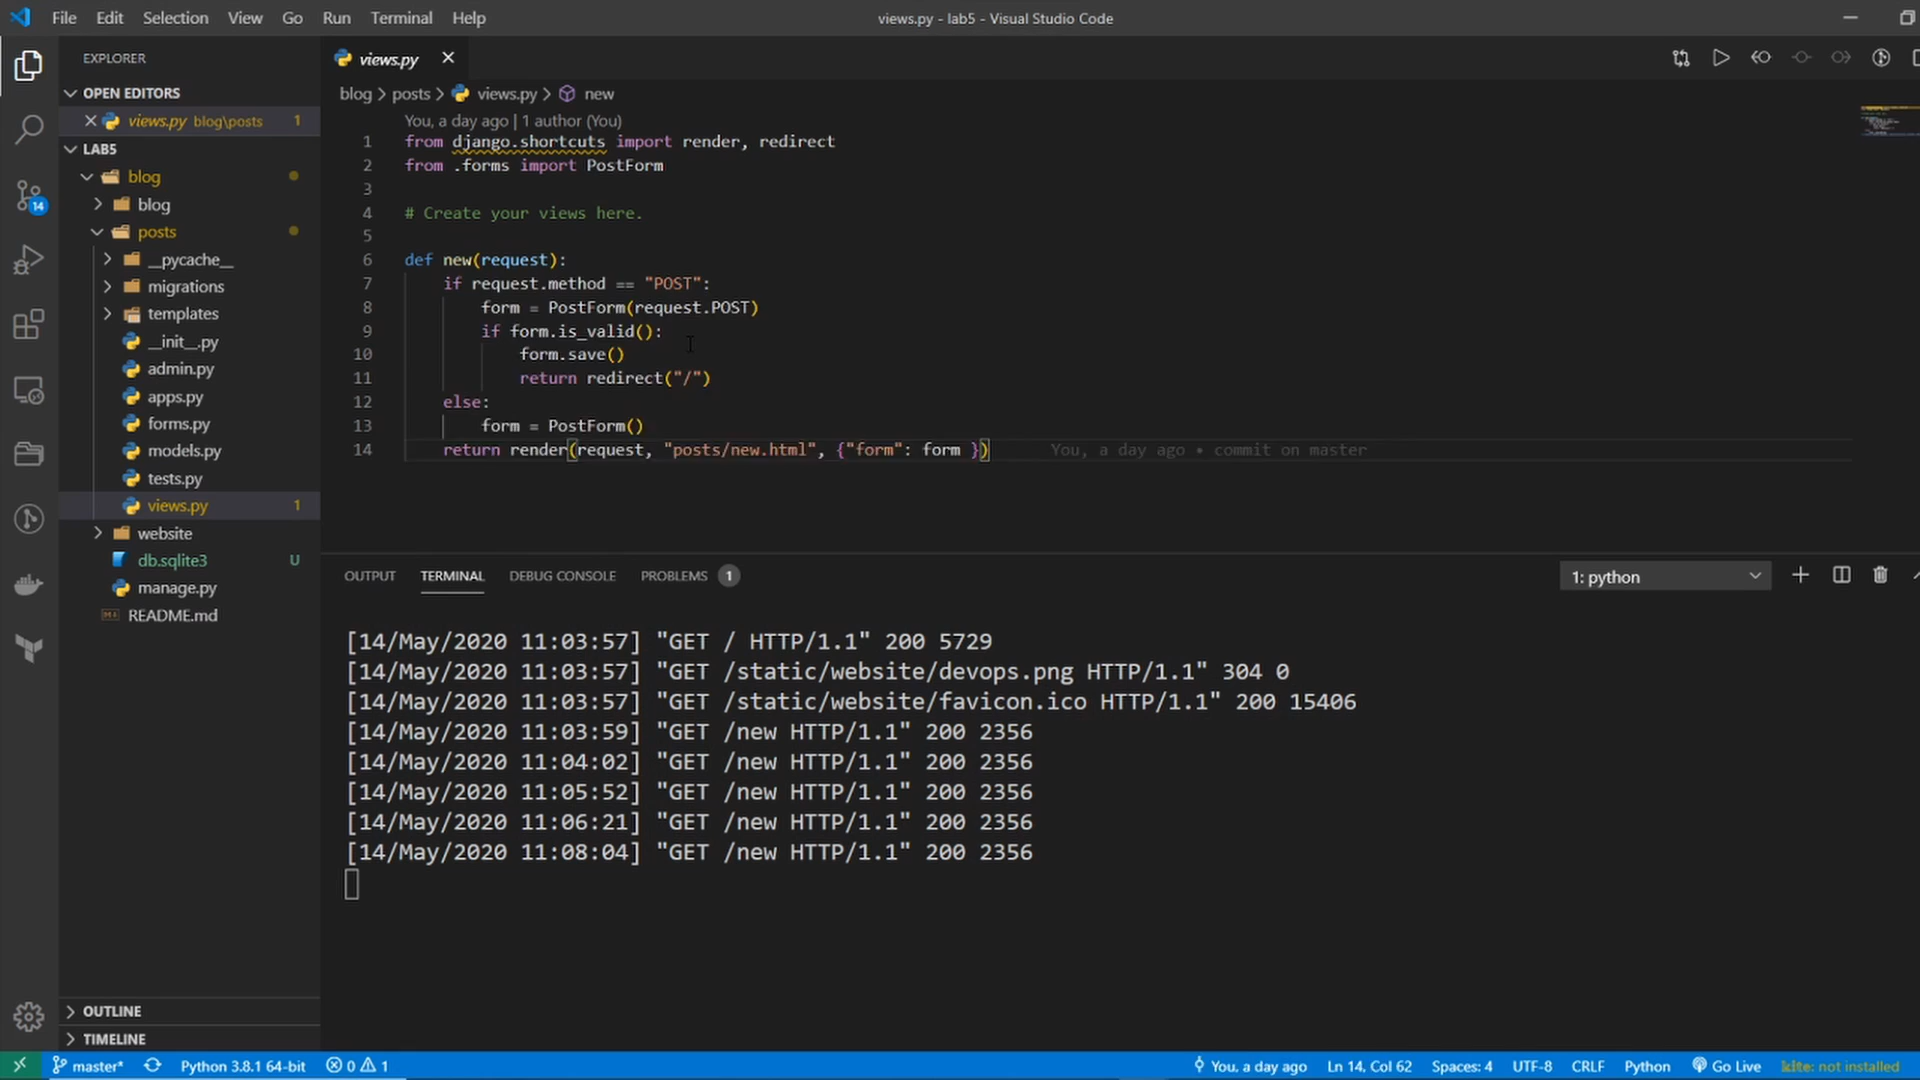 File Edit Selection View Go Run Terminal Help
views.py - lab5 - Visual Studio Code
EXPLORER
OPEN EDITORS
views.py blog\posts 1
LAB5
blog
blog
posts
__pycache__
migrations
templates
__init__.py
admin.py
apps.py
forms.py
models.py
tests.py
views.py 1
website
db.sqlite3 U
manage.py
README.md
OUTLINE
TIMELINE
14
views.py
blog > posts > views.py > new
You, a day ago | 1 author (You)
1 from django.shortcuts import render, redirect
2 from .forms import PostForm
3
4 # Create your views here.
5
6 def new(request):
7 if request.method == "POST":
8 form = PostForm(request.POST)
9 if form.is_valid():
10 form.save()
11 return redirect("/")
12 else:
13 form = PostForm()
14 return render(request, "posts/new.html", {"form": form }) You, a day ago • commit on master
OUTPUT TERMINAL DEBUG CONSOLE PROBLEMS 1
1: python
[14/May/2020 11:03:57] "GET / HTTP/1.1" 200 5729
[14/May/2020 11:03:57] "GET /static/website/devops.png HTTP/1.1" 304 0
[14/May/2020 11:03:57] "GET /static/website/favicon.ico HTTP/1.1" 200 15406
[14/May/2020 11:03:59] "GET /new HTTP/1.1" 200 2356
[14/May/2020 11:04:02] "GET /new HTTP/1.1" 200 2356
[14/May/2020 11:05:52] "GET /new HTTP/1.1" 200 2356
[14/May/2020 11:06:21] "GET /new HTTP/1.1" 200 2356
[14/May/2020 11:08:04] "GET /new HTTP/1.1" 200 2356
master* Python 3.8.1 64-bit 0 1 You, a day ago Ln 14, Col 62 Spaces: 4 UTF-8 CRLF Python Go Live kite: not installed